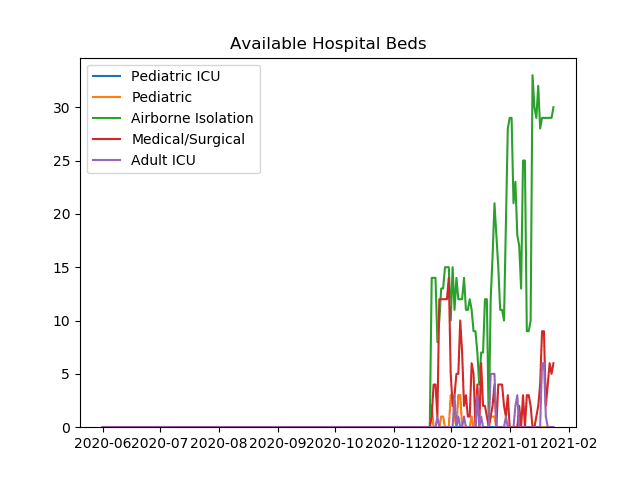 Available Hospital Beds
Pediatric ICU
Pediatric
Airborne Isolation
Medical/Surgical
Adult ICU
30
25
20
15
10
5
0
2020-06 2020-07 2020-08 2020-09 2020-10 2020-11 2020-12 2021-01 2021-02